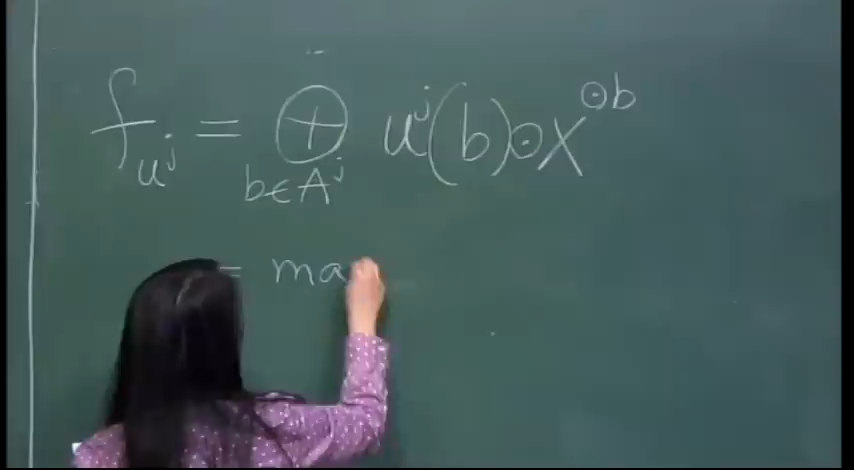 f_{u^j} = ⊕_{b∈A^j} u^j(b)⊙x^{⊙b}
= ma